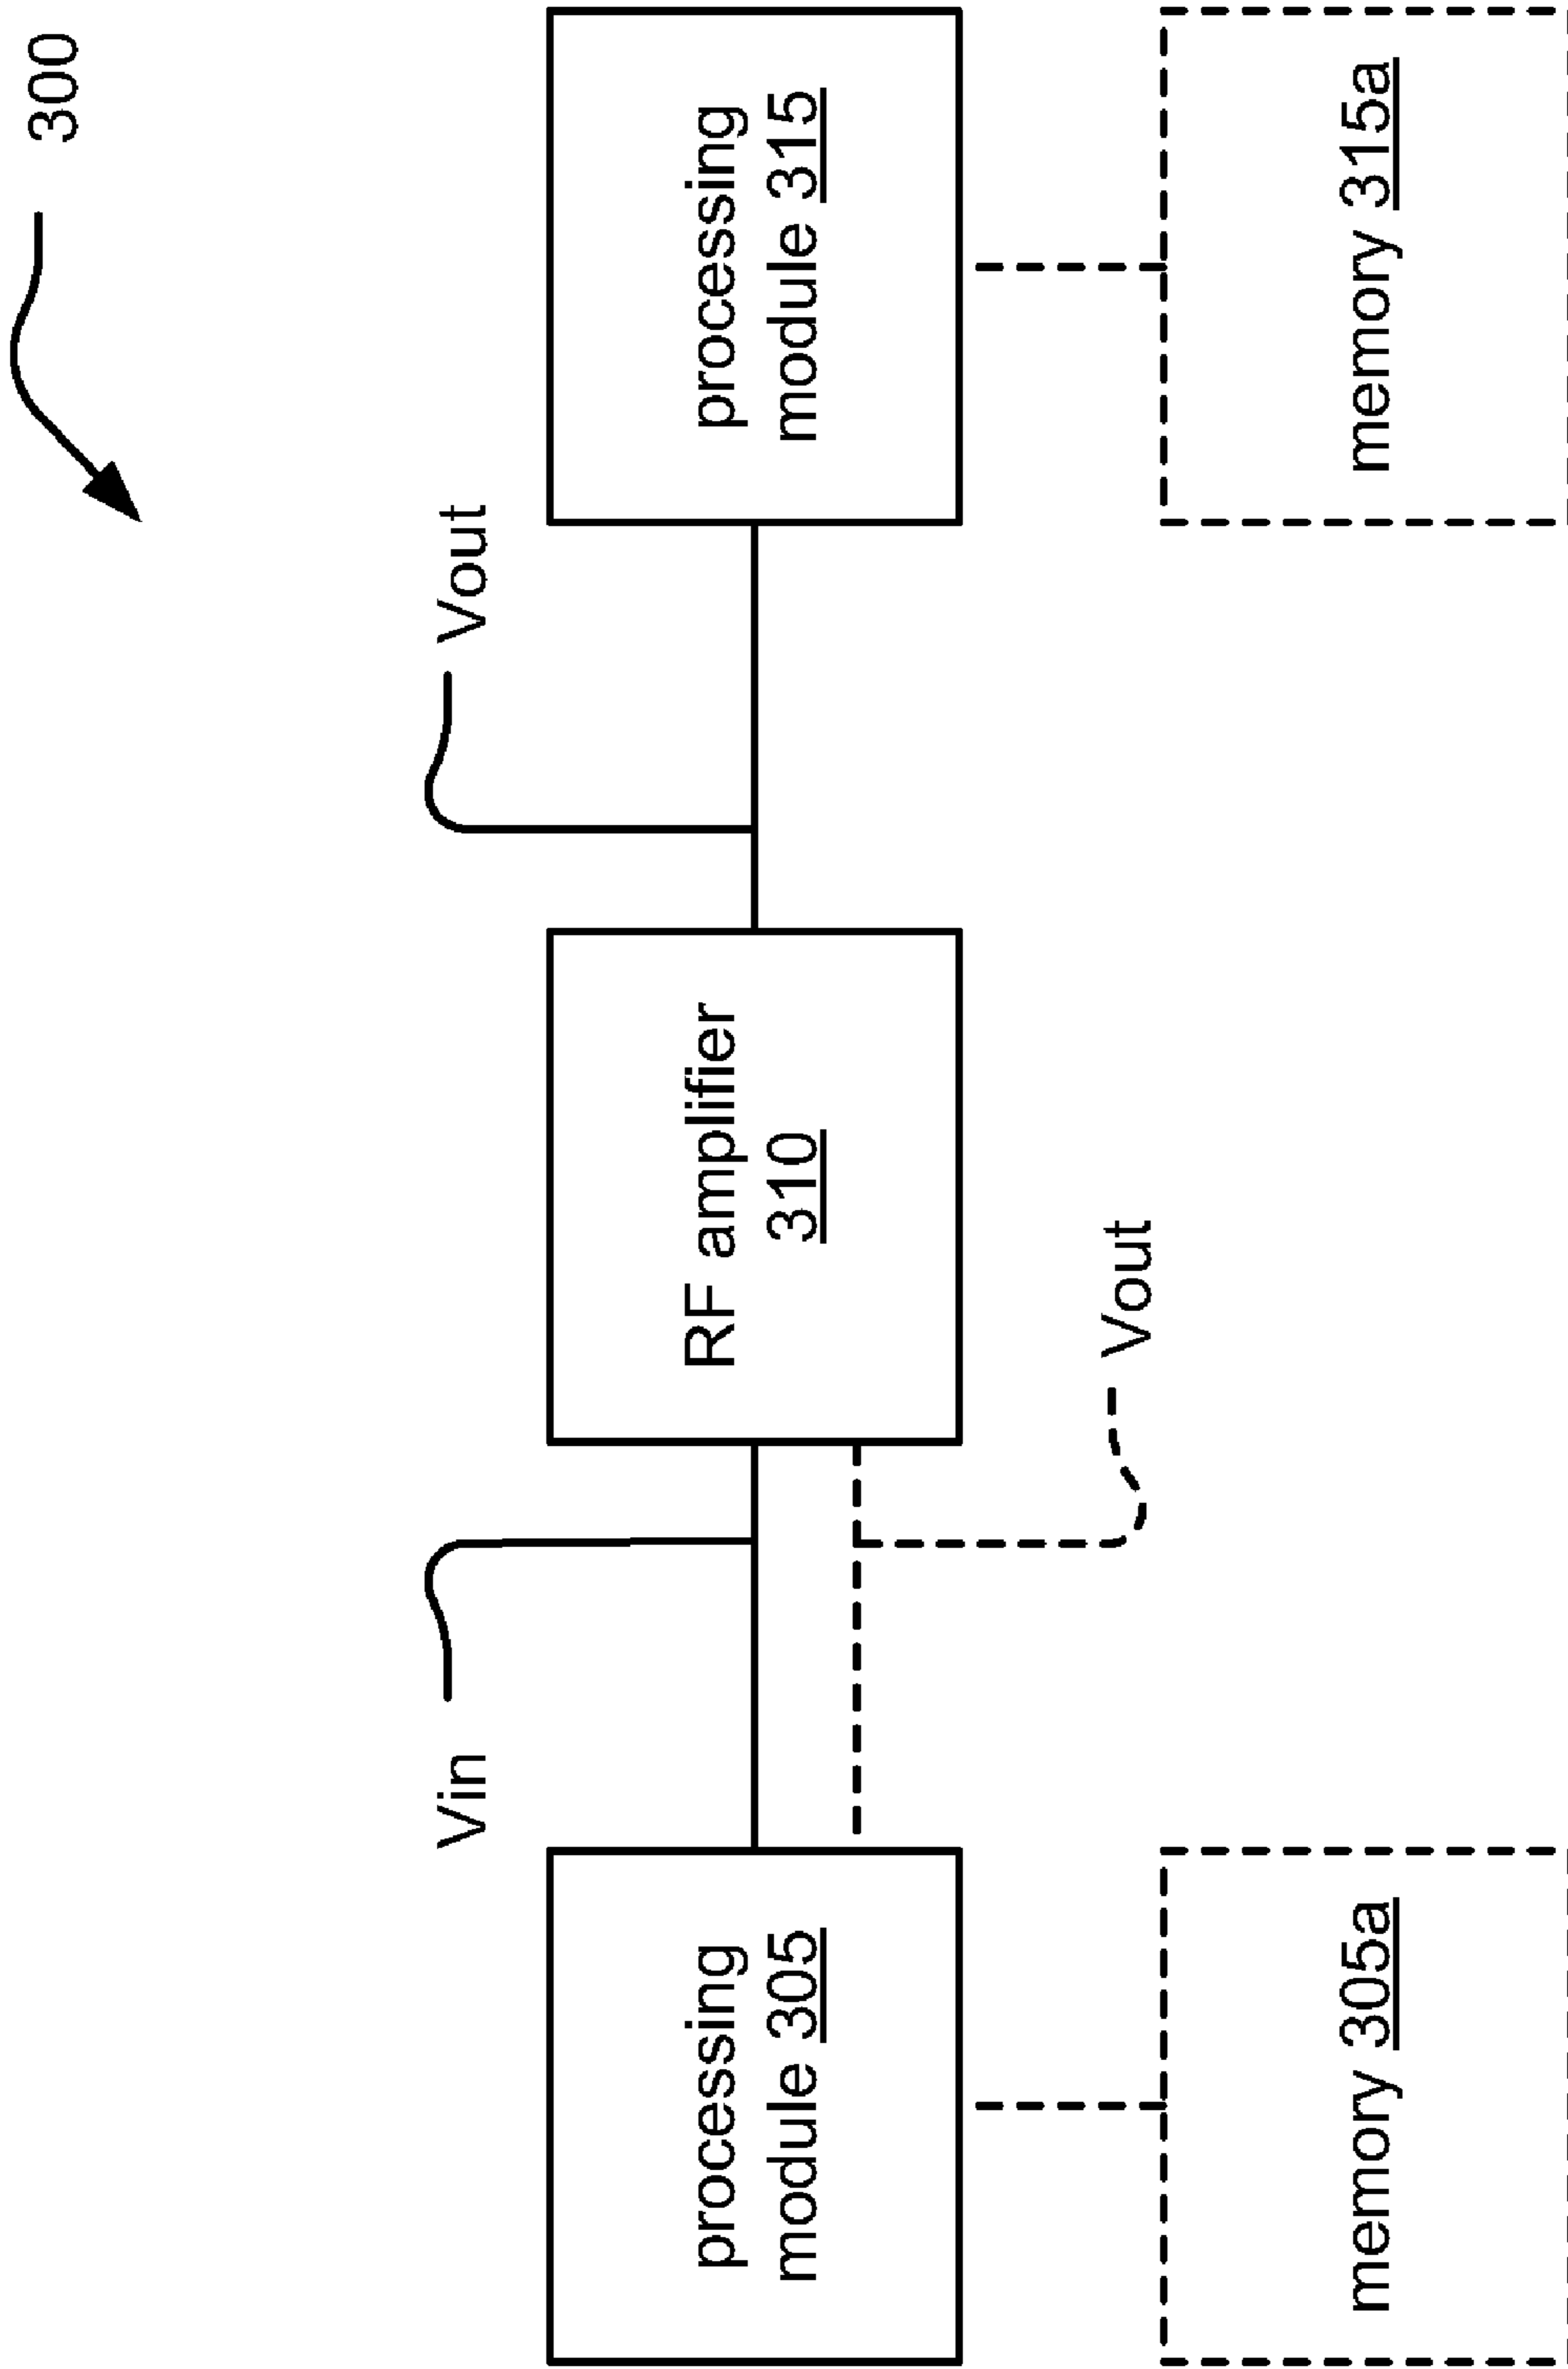 300
Vin
Vout
processing
module 305
RF amplifier
310
processing
module 315
Vout
memory 305a
memory 315a